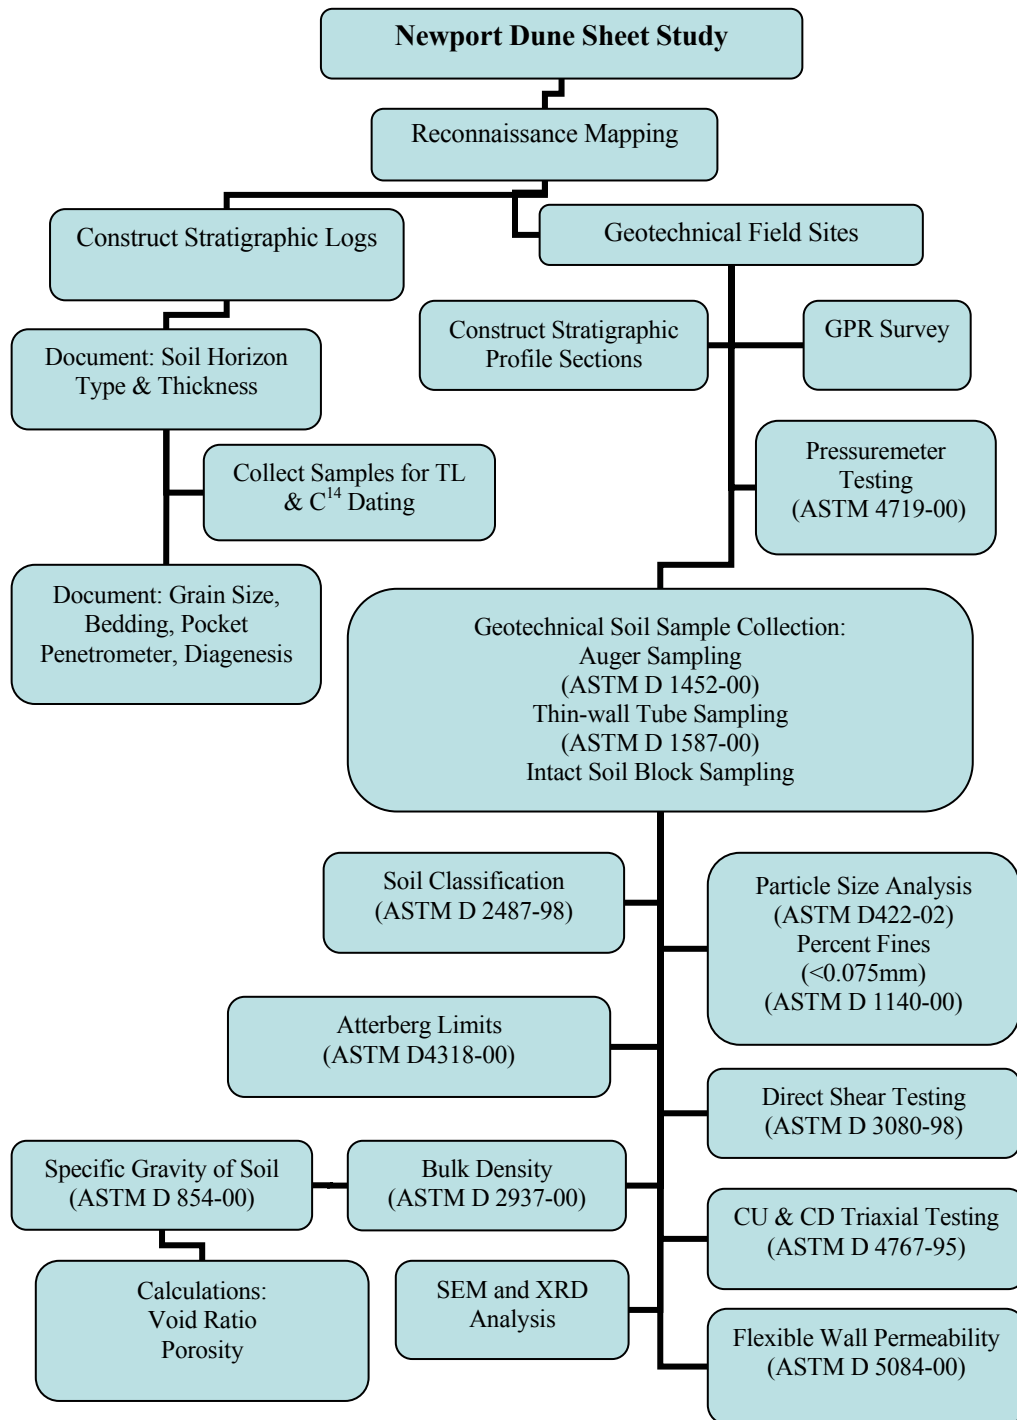 Newport Dune Sheet Study
Reconnaissance Mapping
Construct Stratigraphic Logs
Geotechnical Field Sites
Construct Stratigraphic
Profile Sections
GPR Survey
Document: Soil Horizon
Type & Thickness
Pressuremeter
Testing
(ASTM 4719-00)
Collect Samples for TL
& C14 Dating
Document: Grain Size,
Bedding, Pocket
Penetrometer, Diagenesis
Geotechnical Soil Sample Collection:
Auger Sampling
(ASTM D 1452-00)
Thin-wall Tube Sampling
(ASTM D 1587-00)
Intact Soil Block Sampling
Soil Classification
(ASTM D 2487-98)
Particle Size Analysis
(ASTM D422-02)
Percent Fines
(<0.075mm)
(ASTM D 1140-00)
Atterberg Limits
(ASTM D4318-00)
Direct Shear Testing
(ASTM D 3080-98)
Specific Gravity of Soil
(ASTM D 854-00)
Bulk Density
(ASTM D 2937-00)
CU & CD Triaxial Testing
(ASTM D 4767-95)
Calculations:
Void Ratio
Porosity
SEM and XRD
Analysis
Flexible Wall Permeability
(ASTM D 5084-00)